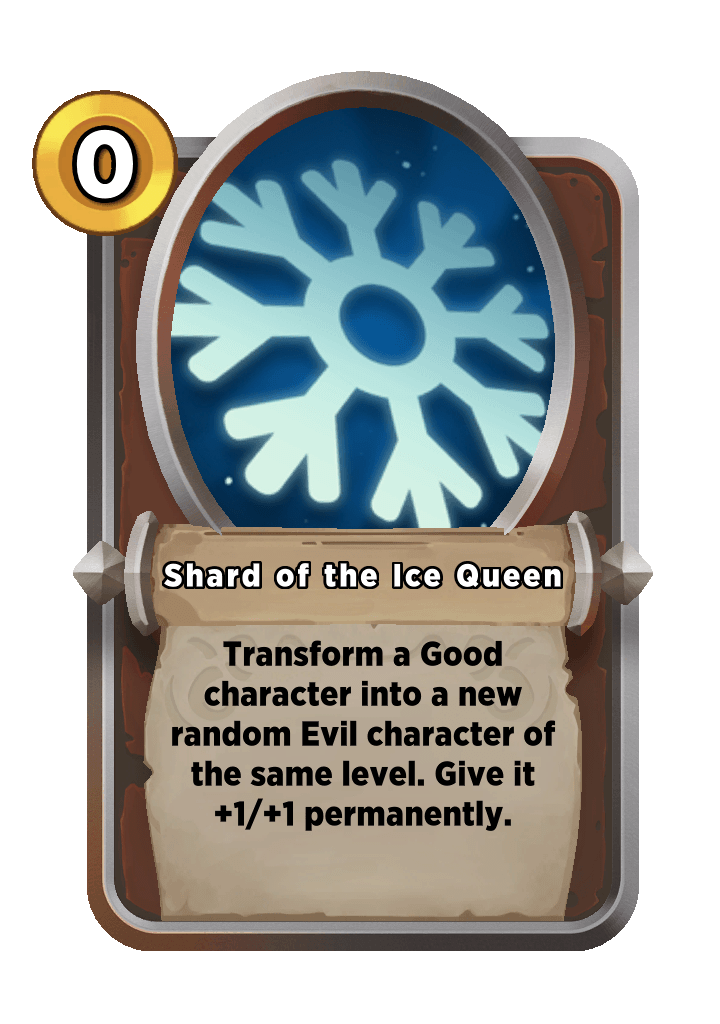 0
Shard of the Ice Queen
Transform a Good
character into a new
random Evil character of
the same level. Give it
+1/+1 permanently.